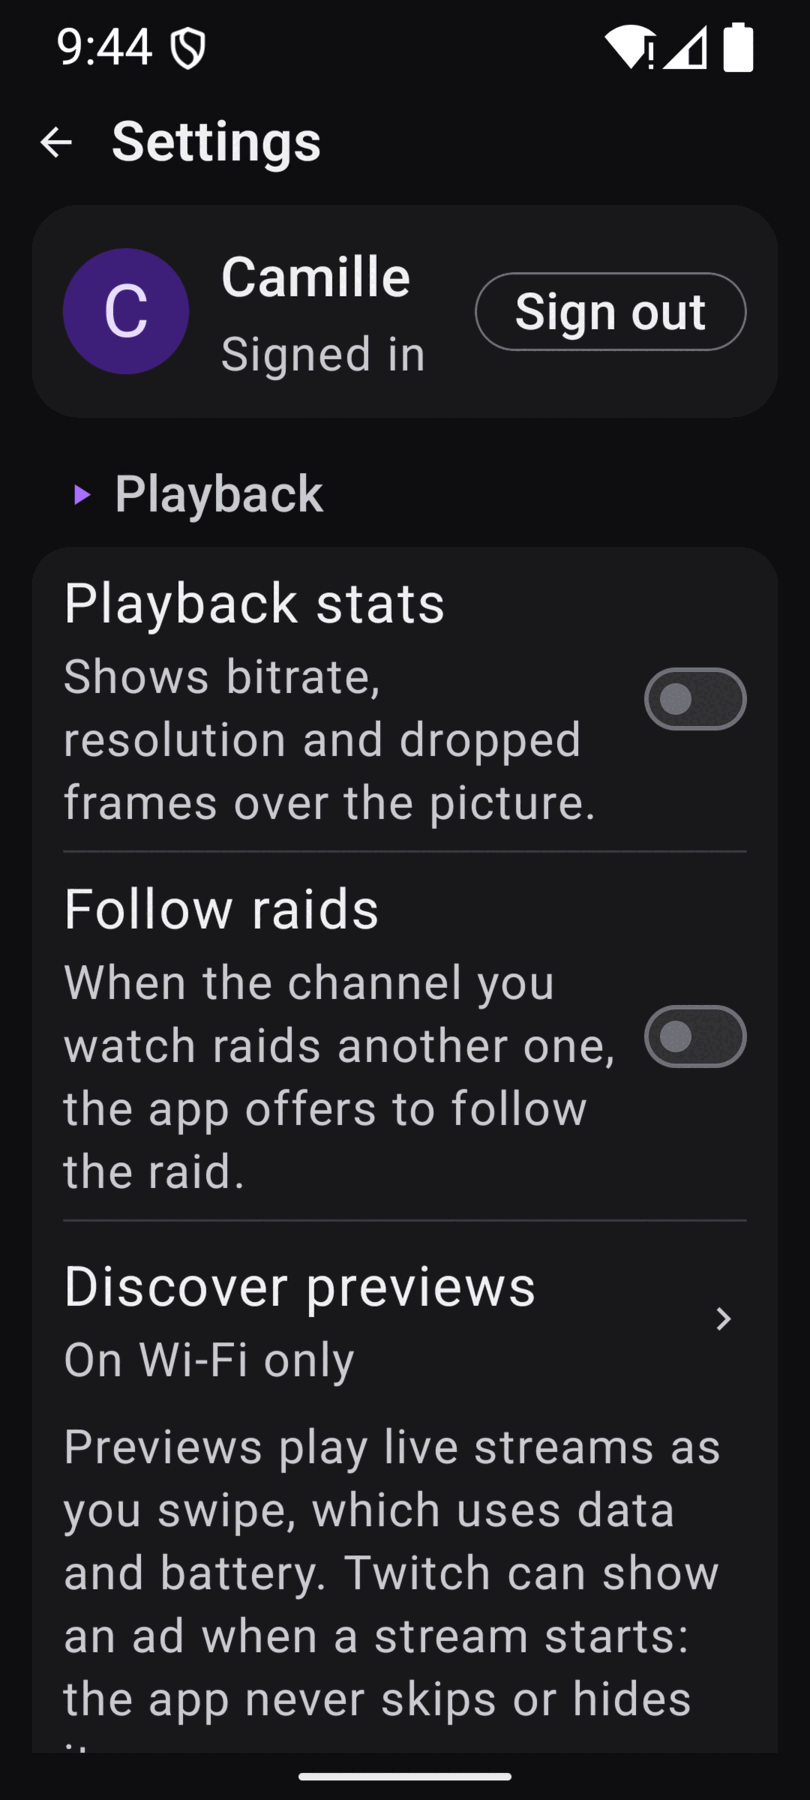 9:44
Settings
C
Camille
Signed in
Sign out
Playback
Playback stats
Shows bitrate,
resolution and dropped
frames over the picture.
Follow raids
When the channel you
watch raids another one,
the app offers to follow
the raid.
Discover previews
On Wi-Fi only
Previews play live streams as
you swipe, which uses data
and battery. Twitch can show
an ad when a stream starts:
the app never skips or hides